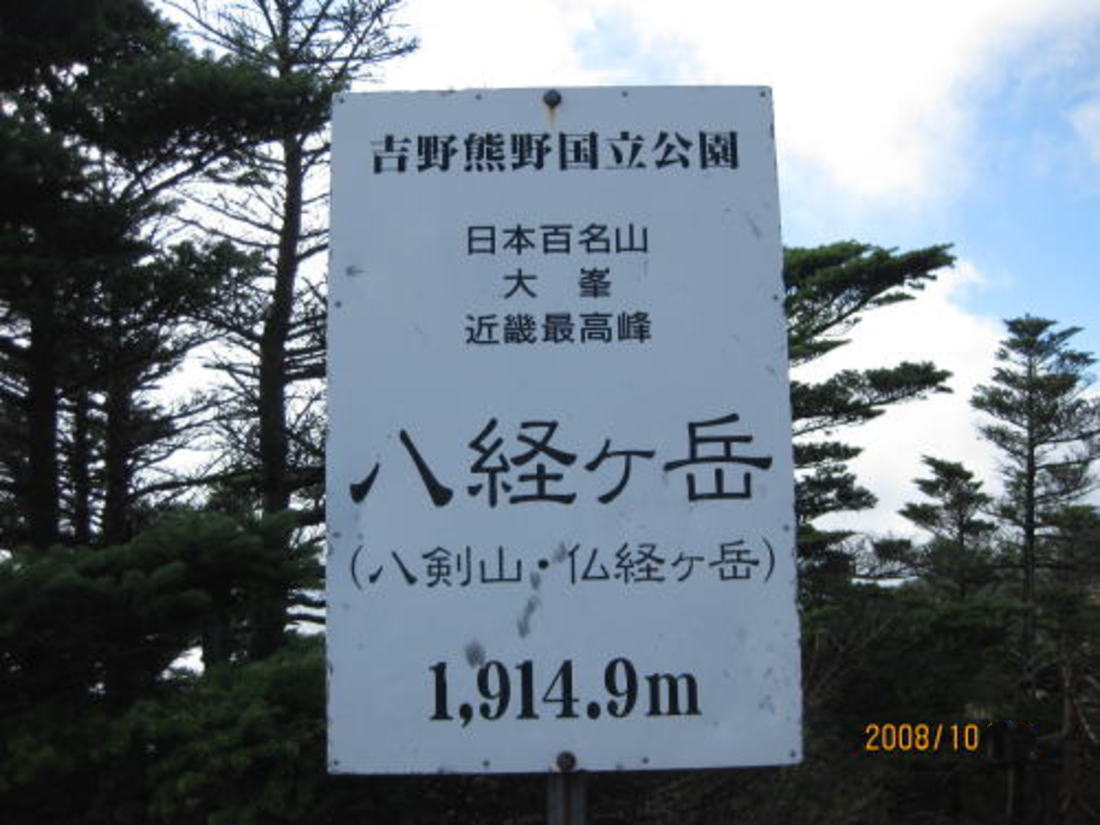 吉野熊野国立公園
日本百名山
大 峯
近畿最高峰
八経ヶ岳
(八剣山・仏経ヶ岳)
1,914.9m
2008/10